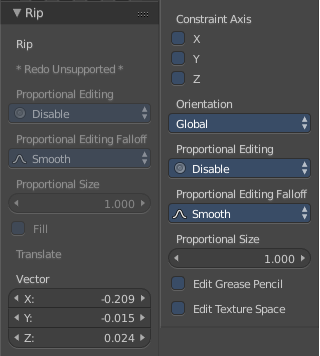 Rip
Rip
* Redo Unsupported *
Proportional Editing
Disable
Proportional Editing Falloff
Smooth
Proportional Size
1.000
Fill
Translate
Vector
X: -0.209
Y: -0.015
Z: 0.024
Constraint Axis
X
Y
Z
Orientation
Global
Proportional Editing
Disable
Proportional Editing Falloff
Smooth
Proportional Size
1.000
Edit Grease Pencil
Edit Texture Space